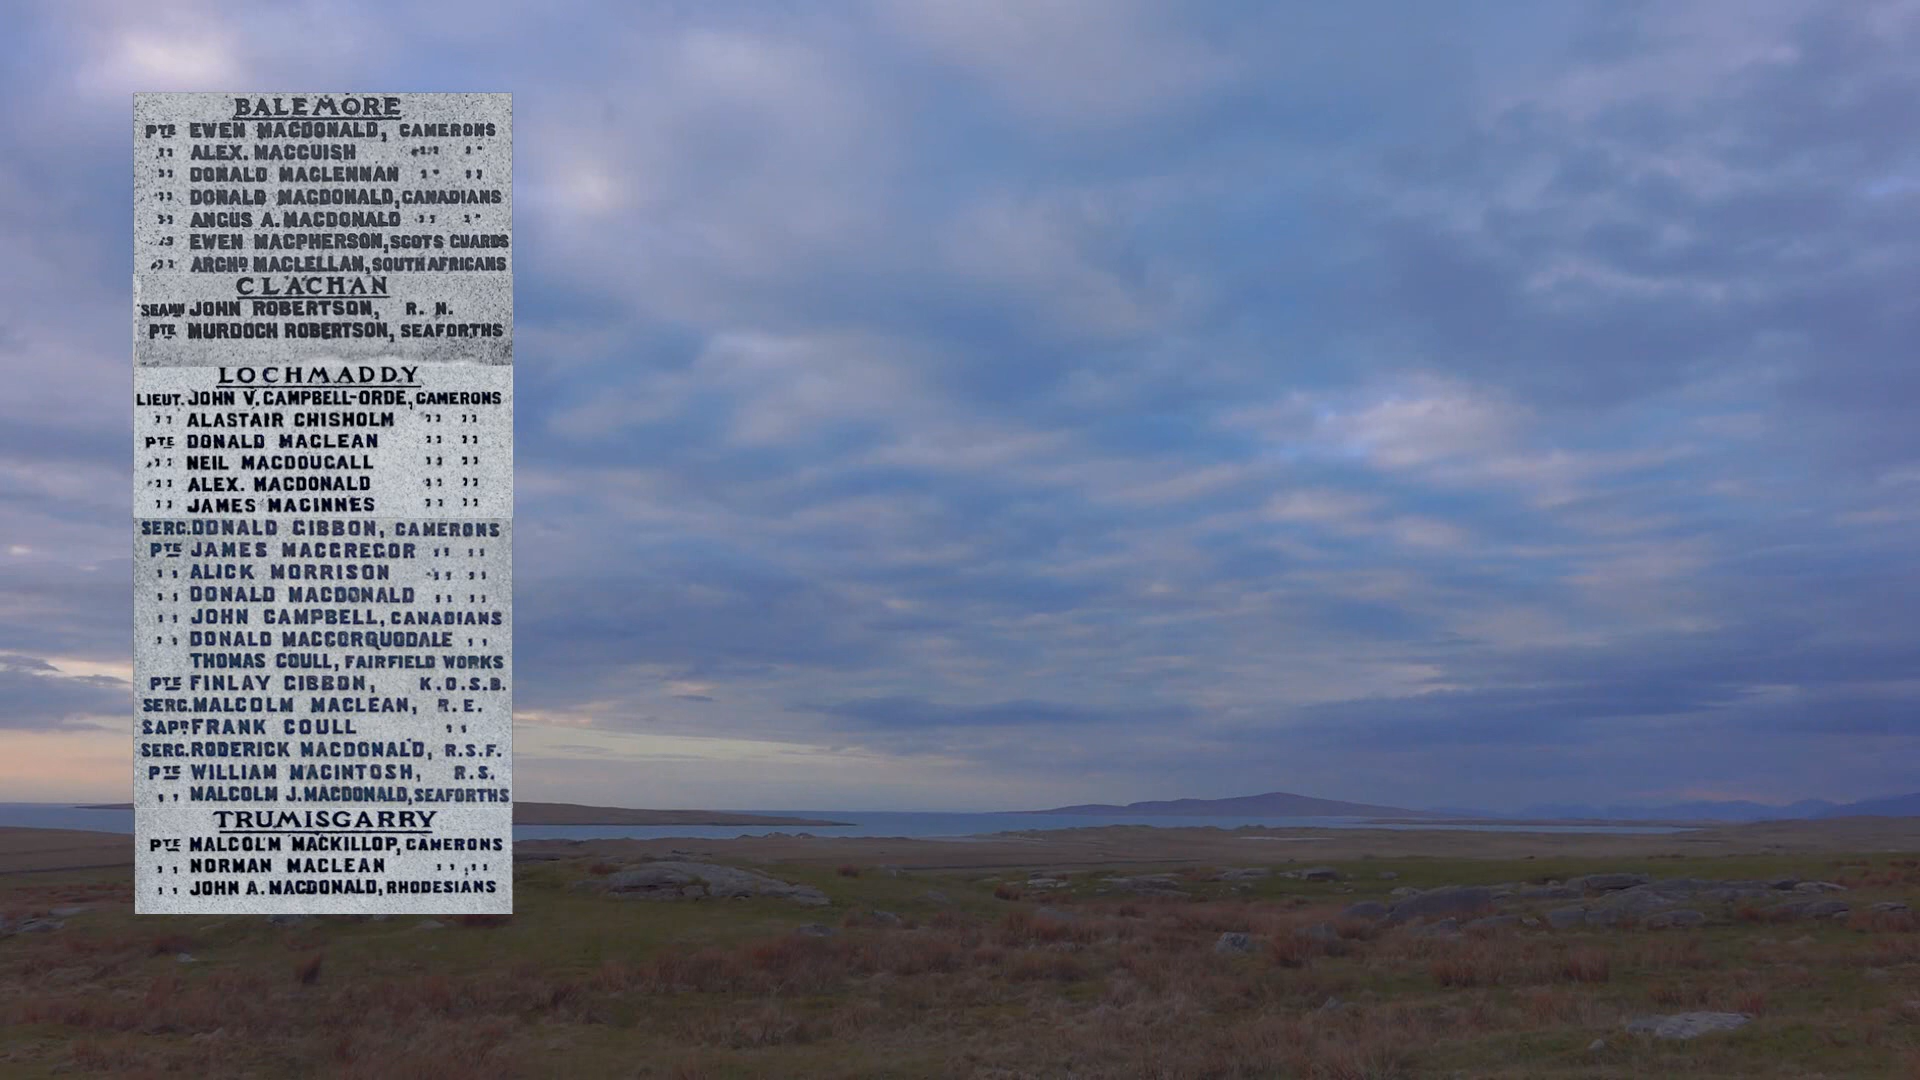 BALEMORE
PTE EWEN MACDONALD, CAMERONS
,, ALEX. MACCUISH ,, ,,
,, DONALD MACLENNAN ,, ,,
,, DONALD MACDONALD, CANADIANS
,, ANGUS A. MACDONALD ,, ,,
,, EWEN MACPHERSON, SCOTS GUARDS
,, ARCHD MACLELLAN, SOUTH AFRICANS
CLACHAN
SEAMN JOHN ROBERTSON, R. N.
PTE MURDOCH ROBERTSON, SEAFORTHS
LOCHMADDY
LIEUT. JOHN V. CAMPBELL-ORDE, CAMERONS
,, ALASTAIR CHISHOLM ,, ,,
PTE DONALD MACLEAN ,, ,,
,, NEIL MACDOUGALL ,, ,,
,, ALEX. MACDONALD ,, ,,
,, JAMES MACINNES ,, ,,
SERG. DONALD GIBBON, CAMERONS
PTE JAMES MACGREGOR ,, ,,
,, ALICK MORRISON ,, ,,
,, DONALD MACDONALD ,, ,,
,, JOHN CAMPBELL, CANADIANS
,, DONALD MACCORQUODALE ,,
THOMAS COULL, FAIRFIELD WORKS
PTE FINLAY GIBBON, K.O.S.B.
SERG. MALCOLM MACLEAN, R.E.
SAPR FRANK COULL ,,
SERG. RODERICK MACDONALD, R.S.F.
PTE WILLIAM MACINTOSH, R.S.
,, MALCOLM J. MACDONALD, SEAFORTHS
TRUMISGARRY
PTE MALCOLM MACKILLOP, CAMERONS
,, NORMAN MACLEAN ,, ,,
,, JOHN A. MACDONALD, RHODESIANS